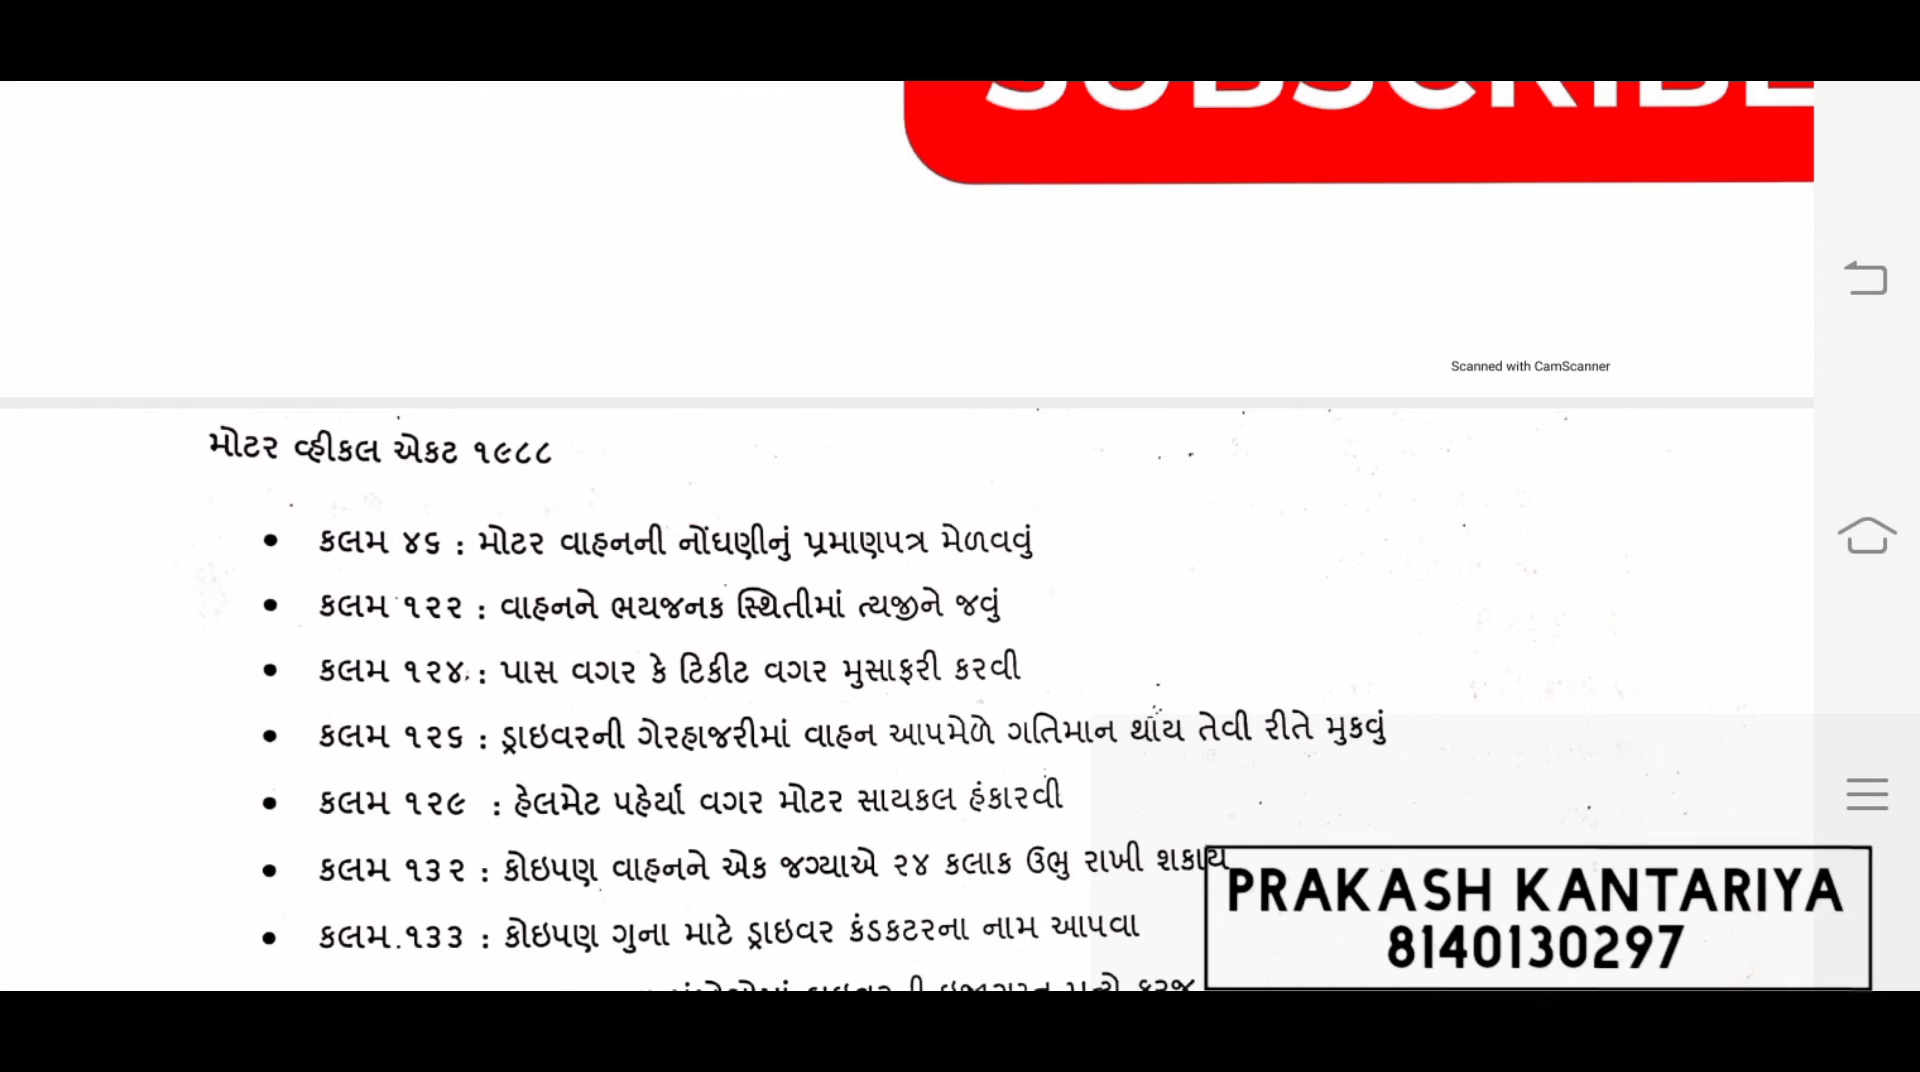 SUBSCRIBE
Scanned with CamScanner
મોટર વ્હીકલ એકટ ૧૯૮૮
• કલમ ૪૬ : મોટર વાહનની નોંધણીનું પ્રમાણપત્ર મેળવવું
• કલમ ૧૨૨ : વાહનને ભયજનક સ્થિતીમાં ત્યજીને જવું
• કલમ ૧૨૪ : પાસ વગર કે ટિકીટ વગર મુસાફરી કરવી
• કલમ ૧૨૬ : ડ્રાઇવરની ગેરહાજરીમાં વાહન આપમેળે ગતિમાન થાય તેવી રીતે મુકવું
• કલમ ૧૨૯ : હેલમેટ પહેર્યા વગર મોટર સાયકલ હંકારવી
• કલમ ૧૩૨ : કોઇપણ વાહનને એક જગ્યાએ ૨૪ કલાક ઉભુ રાખી શકાય
• કલમ.૧૩૩ : કોઇપણ ગુના માટે ડ્રાઇવર કંડકટરના નામ આપવા
PRAKASH KANTARIYA
8140130297